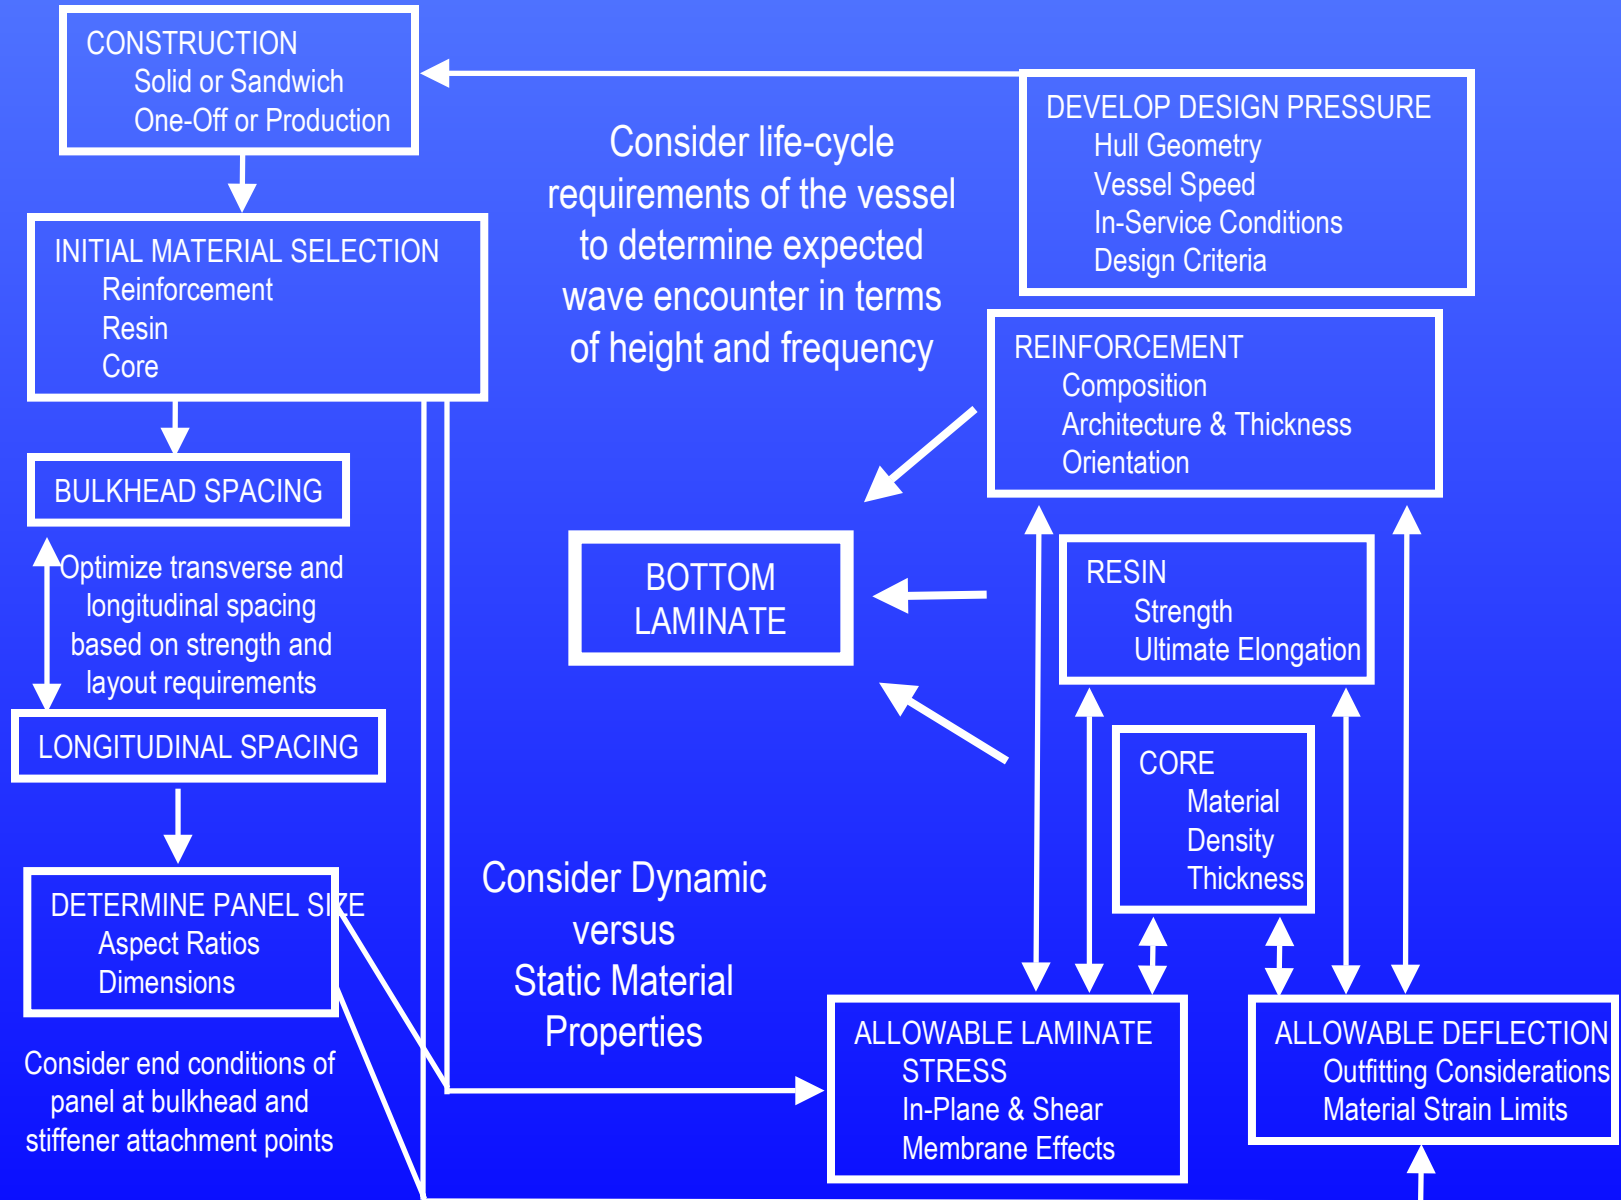 CONSTRUCTION
Solid or Sandwich
One-Off or Production
INITIAL MATERIAL SELECTION
Reinforcement
Resin
Core
BULKHEAD SPACING
Optimize transverse and
longitudinal spacing
based on strength and
layout requirements
LONGITUDINAL SPACING
DETERMINE PANEL SIZE
Aspect Ratios
Dimensions
Consider end conditions of
panel at bulkhead and
stiffener attachment points
Consider life-cycle
requirements of the vessel
to determine expected
wave encounter in terms
of height and frequency
BOTTOM
LAMINATE
Consider Dynamic
versus
Static Material
Properties
DEVELOP DESIGN PRESSURE
Hull Geometry
Vessel Speed
In-Service Conditions
Design Criteria
REINFORCEMENT
Composition
Architecture & Thickness
Orientation
RESIN
Strength
Ultimate Elongation
CORE
Material
Density
Thickness
ALLOWABLE LAMINATE
STRESS
In-Plane & Shear
Membrane Effects
ALLOWABLE DEFLECTION
Outfitting Considerations
Material Strain Limits